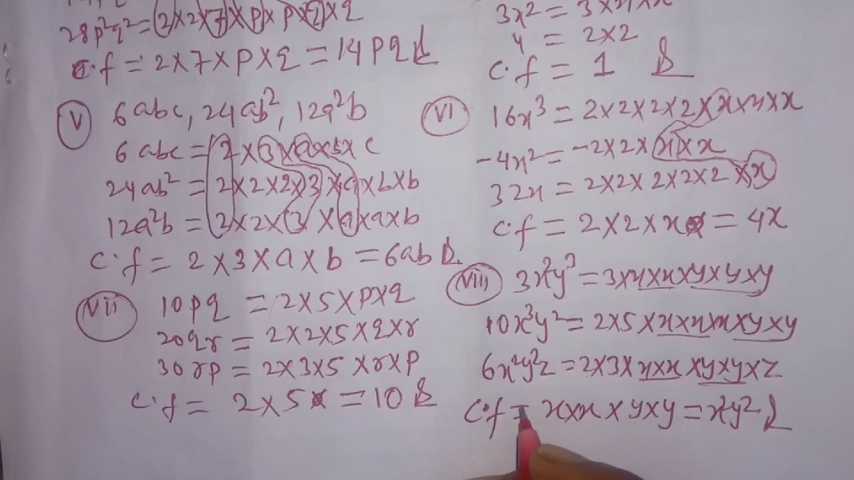 28p²q² = 2×2×7×p×p×q×q
C.f = 2×7×p×q = 14pq
V 6abc, 24ab², 12a²b
6abc = 2×3×a×b×c
24ab² = 2×2×2×3×a×b×b
12a²b = 2×2×3×a×a×b
C.f = 2×3×a×b = 6ab
Vii 10pq = 2×5×p×q
20qr = 2×2×5×q×r
30rp = 2×3×5×r×p
C.f = 2×5 = 10
3x² = 3×x×x
4 = 2×2
C.f = 1
Vi 16x³ = 2×2×2×2×x×x×x
-4x² = -2×2×x×x
32x = 2×2×2×2×2×x
C.f = 2×2×x = 4x
Viii 3x²y³ = 3×x×x×y×y×y
10x³y² = 2×5×x×x×x×y×y
6x²y²z = 2×3×x×x×y×y×z
C.f = x×x×y×y = x²y²